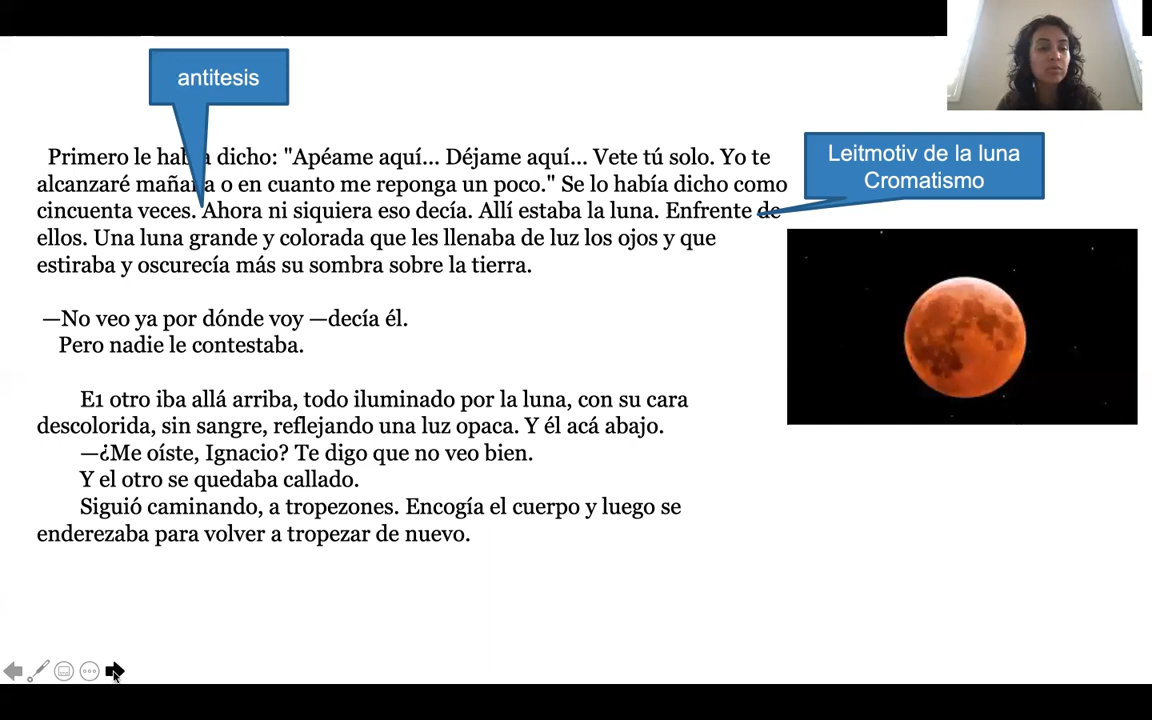 antitesis
Leitmotiv de la luna
Cromatismo
Primero le había dicho: "Apéame aquí... Déjame aquí... Vete tú solo. Yo te
alcanzaré mañana o en cuanto me reponga un poco." Se lo había dicho como
cincuenta veces. Ahora ni siquiera eso decía. Allí estaba la luna. Enfrente de
ellos. Una luna grande y colorada que les llenaba de luz los ojos y que
estiraba y oscurecía más su sombra sobre la tierra.
—No veo ya por dónde voy —decía él.
Pero nadie le contestaba.
E1 otro iba allá arriba, todo iluminado por la luna, con su cara
descolorida, sin sangre, reflejando una luz opaca. Y él acá abajo.
—¿Me oíste, Ignacio? Te digo que no veo bien.
Y el otro se quedaba callado.
Siguió caminando, a tropezones. Encogía el cuerpo y luego se
enderezaba para volver a tropezar de nuevo.